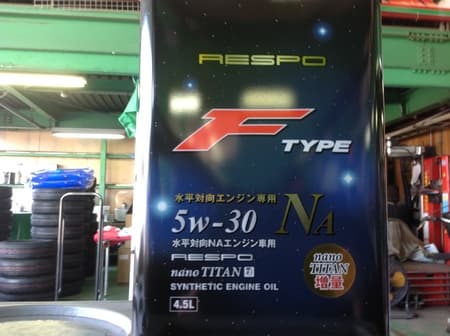 RESPO
F TYPE
水平対向エンジン専用
5w-30 NA
水平対向NAエンジン車用
RESPO
nano TITAN
SYNTHETIC ENGINE OIL
4.5L
nano
TITAN
増量